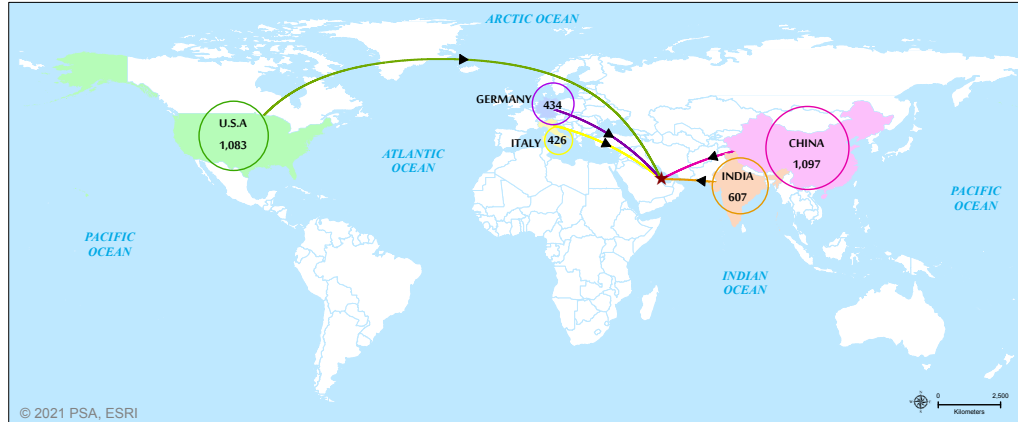 ARCTIC OCEAN
GERMANY
434
U.S.A
1,083
ITALY
426
CHINA
1,097
ATLANTIC
OCEAN
INDIA
607
PACIFIC
OCEAN
PACIFIC
OCEAN
INDIAN
OCEAN
© 2021 PSA, ESRI
0 2,500
Kilometers